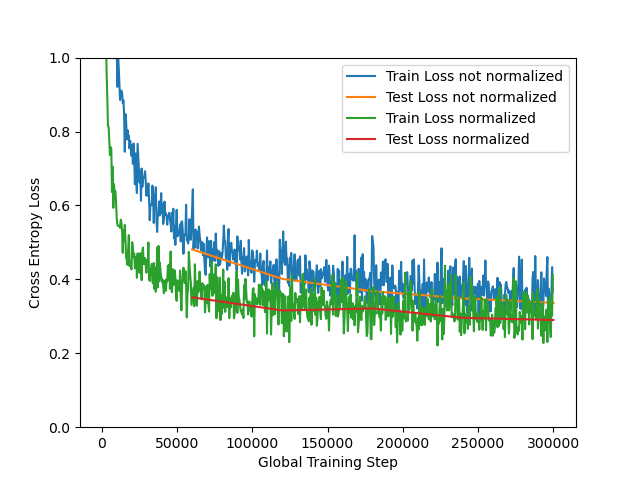 Train Loss not normalized
Test Loss not normalized
Train Loss normalized
Test Loss normalized
1.0
0.8
0.6
0.4
0.2
0.0
Cross Entropy Loss
0 50000 100000 150000 200000 250000 300000
Global Training Step